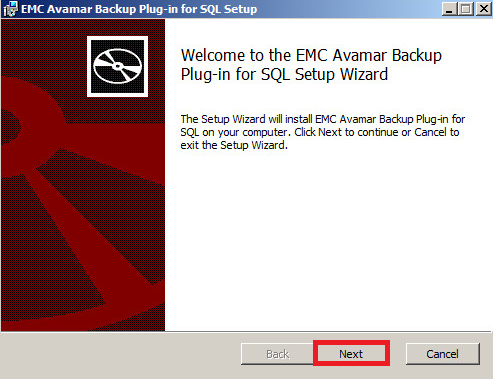 EMC Avamar Backup Plug-in for SQL Setup
Welcome to the EMC Avamar Backup
Plug-in for SQL Setup Wizard
The Setup Wizard will install EMC Avamar Backup Plug-in for
SQL on your computer. Click Next to continue or Cancel to
exit the Setup Wizard.
Back
Next
Cancel